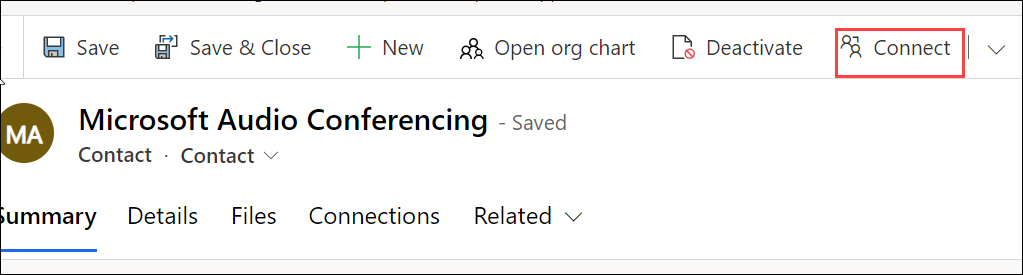 Save Save & Close New Open org chart Deactivate Connect
MA Microsoft Audio Conferencing - Saved
Contact · Contact
Summary Details Files Connections Related